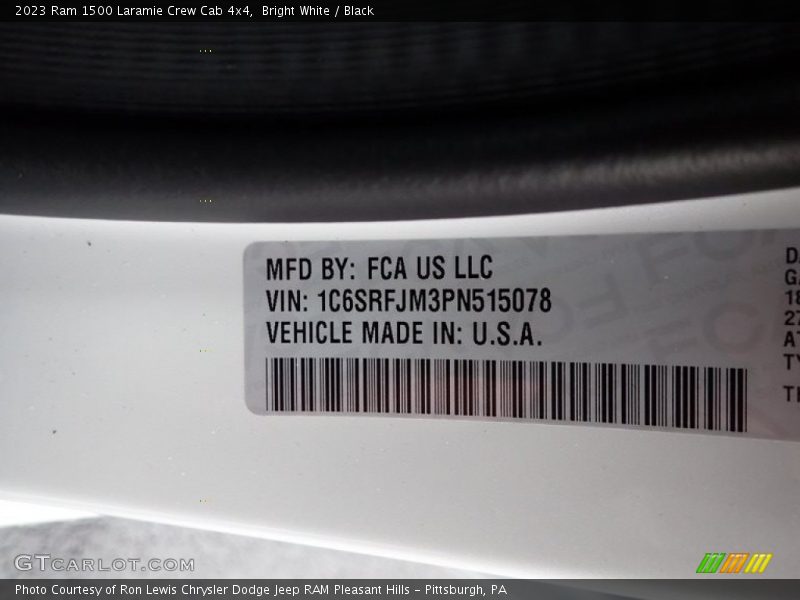 2023 Ram 1500 Laramie Crew Cab 4x4, Bright White / Black
MFD BY: FCA US LLC
VIN: 1C6SRFJM3PN515078
VEHICLE MADE IN: U.S.A.
GTCARLOT.COM
Photo Courtesy of Ron Lewis Chrysler Dodge Jeep RAM Pleasant Hills - Pittsburgh, PA